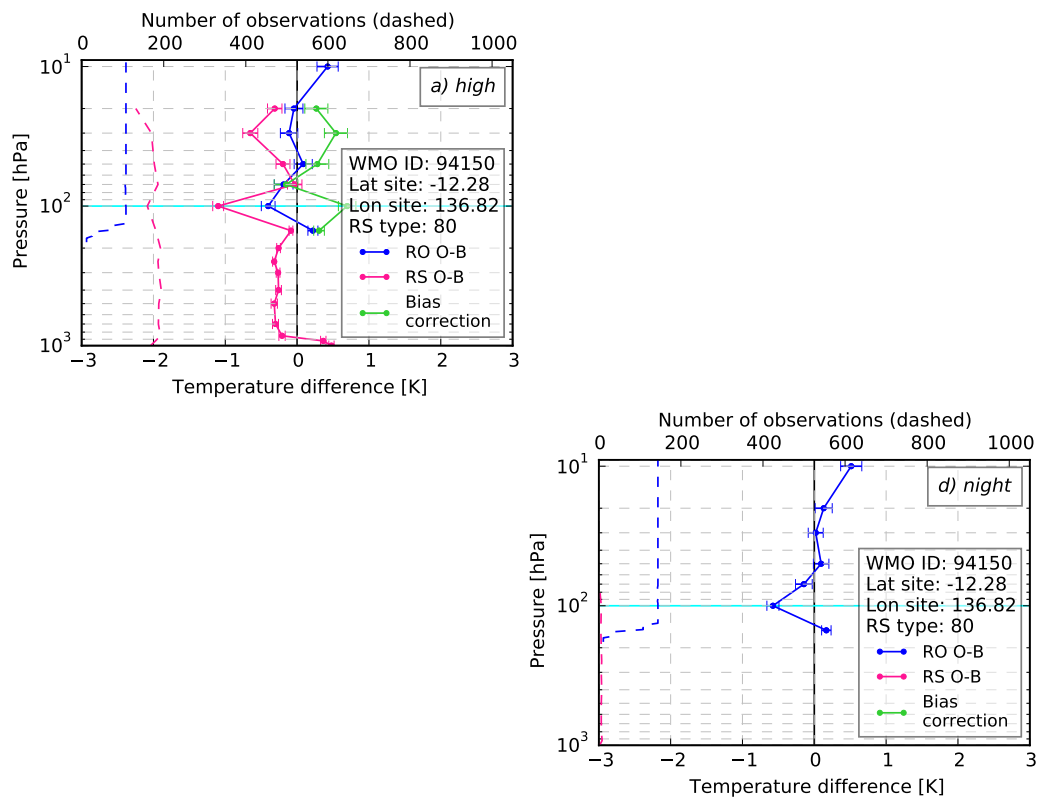 Number of observations (dashed)
0 200 400 600 800 1000
10¹
a) high
Pressure [hPa]
WMO ID: 94150
Lat site: -12.28
10² Lon site: 136.82
RS type: 80
RO O-B
RS O-B
Bias
correction
10³
−3 −2 −1 0 1 2 3
Temperature difference [K]
Number of observations (dashed)
0 200 400 600 800 1000
10¹
d) night
Pressure [hPa]
WMO ID: 94150
Lat site: -12.28
10² Lon site: 136.82
RS type: 80
RO O-B
RS O-B
Bias
correction
10³
−3 −2 −1 0 1 2 3
Temperature difference [K]